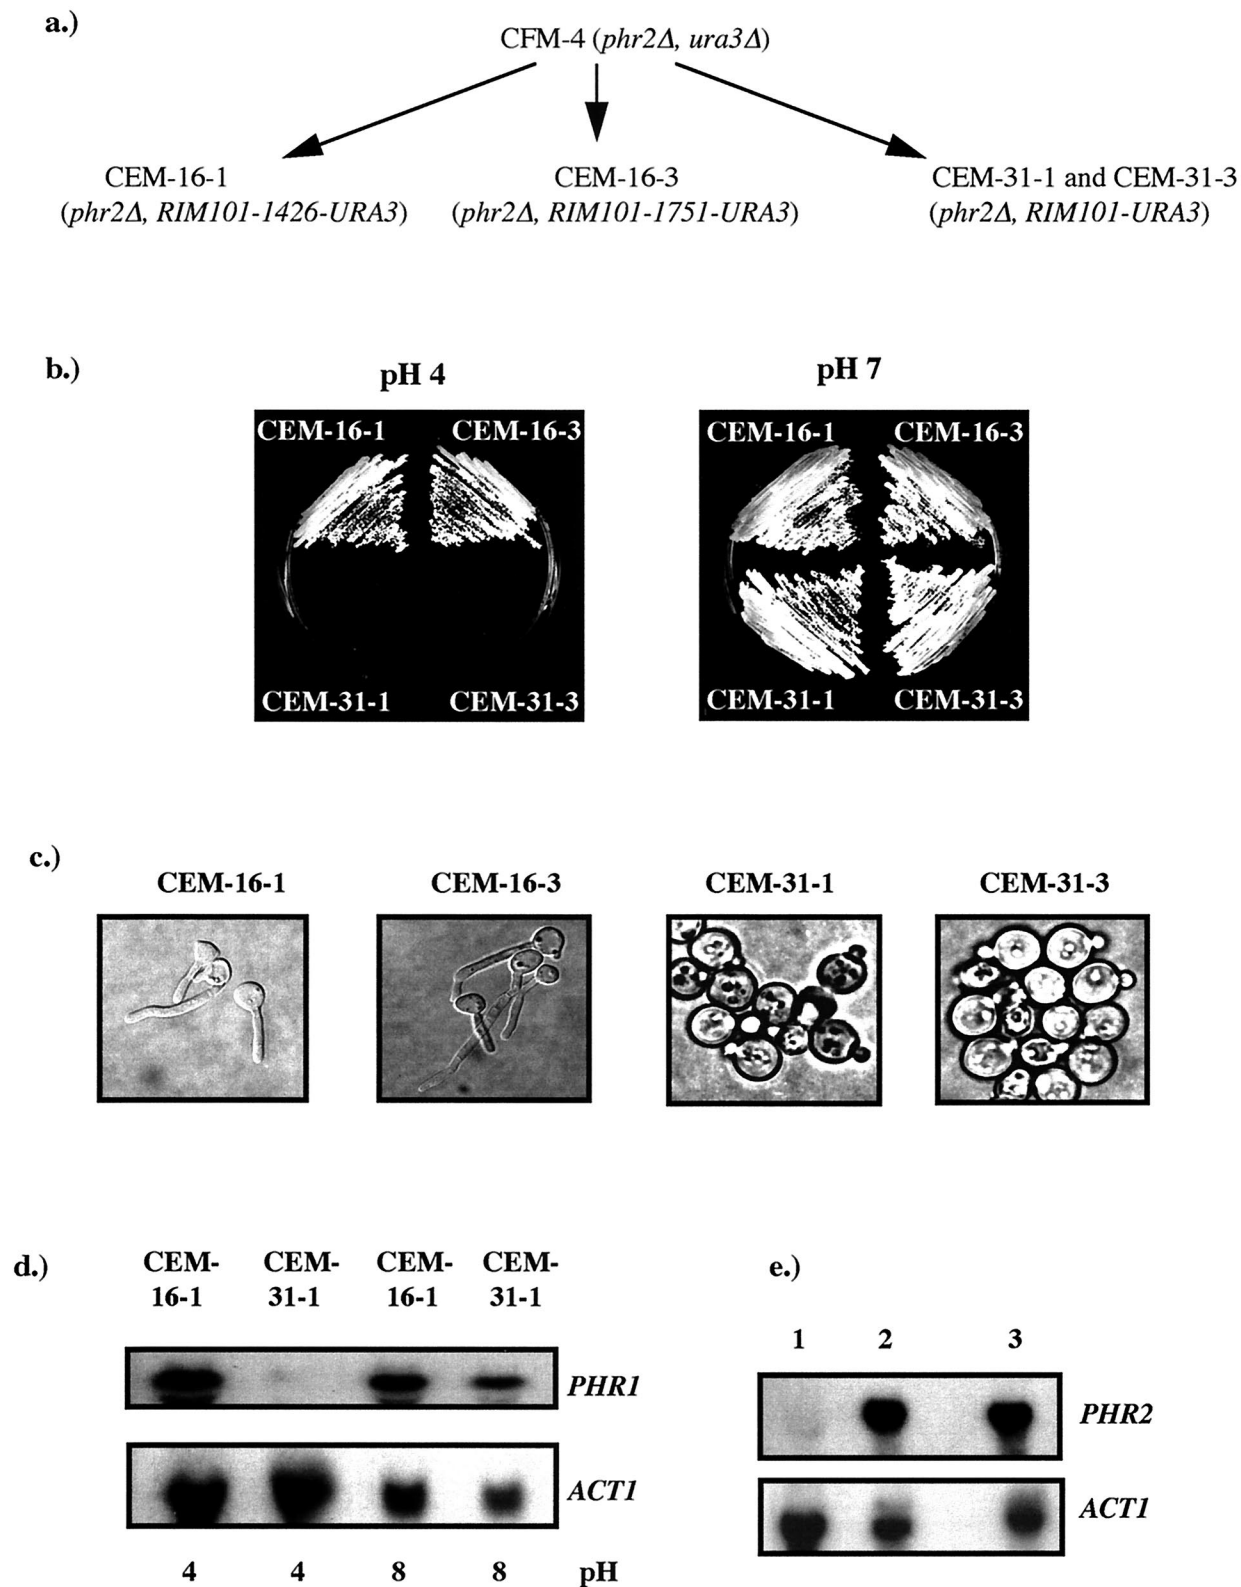 a.)
CFM-4 (phr2Δ, ura3Δ)
CEM-16-1
(phr2Δ, RIM101-1426-URA3)
CEM-16-3
(phr2Δ, RIM101-1751-URA3)
CEM-31-1 and CEM-31-3
(phr2Δ, RIM101-URA3)
b.)
pH 4
CEM-16-1 CEM-16-3
CEM-31-1 CEM-31-3
pH 7
CEM-16-1 CEM-16-3
CEM-31-1 CEM-31-3
c.)
CEM-16-1 CEM-16-3 CEM-31-1 CEM-31-3
d.)
CEM- CEM- CEM- CEM-
16-1 31-1 16-1 31-1
PHR1
ACT1
4 4 8 8 pH
e.)
1 2 3
PHR2
ACT1